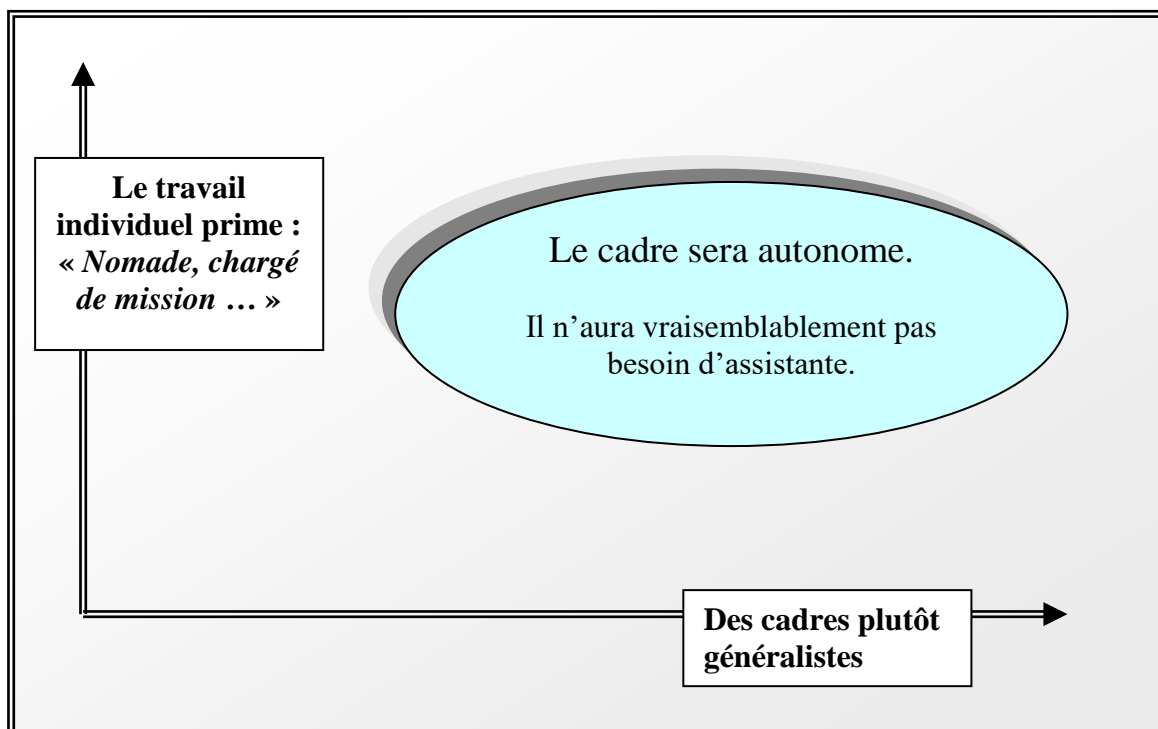 Le travail
individuel prime :
« Nomade, chargé
de mission … »
Le cadre sera autonome.
Il n’aura vraisemblablement pas
besoin d’assistante.
Des cadres plutôt
généralistes